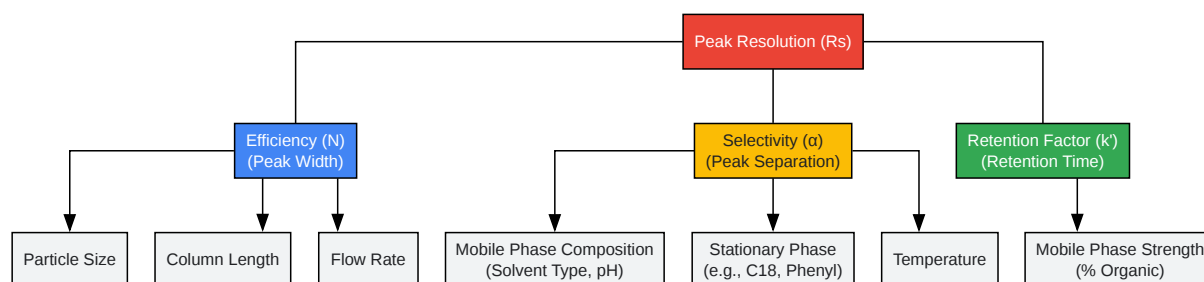 Peak Resolution (Rs)
Efficiency (N)
(Peak Width)
Selectivity (α)
(Peak Separation)
Retention Factor (k')
(Retention Time)
Particle Size
Column Length
Flow Rate
Mobile Phase Composition
(Solvent Type, pH)
Stationary Phase
(e.g., C18, Phenyl)
Temperature
Mobile Phase Strength
(% Organic)